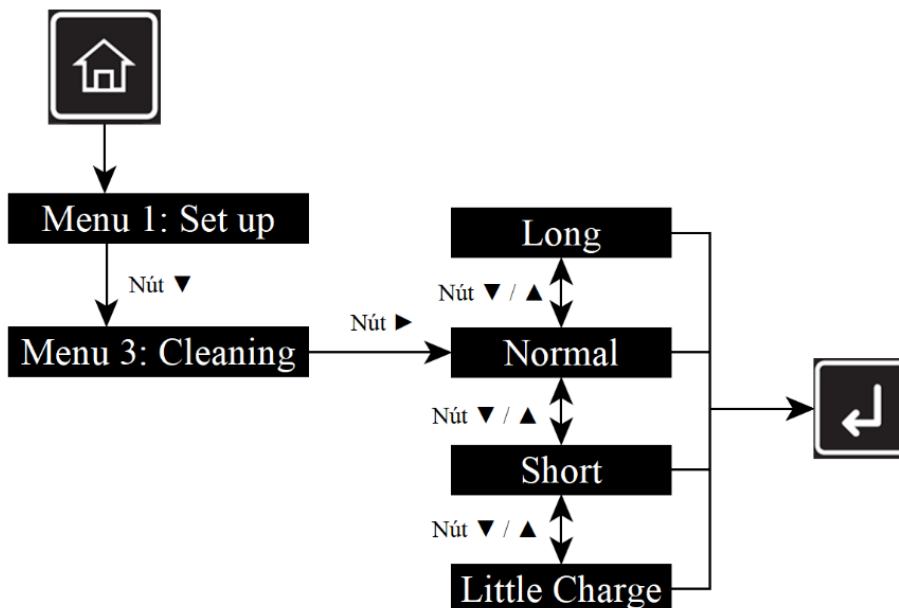 Menu 1: Set up
Nút ▼
Menu 3: Cleaning
Nút ►
Long
Nút ▼ / ▲
Normal
Nút ▼ / ▲
Short
Nút ▼ / ▲
Little Charge